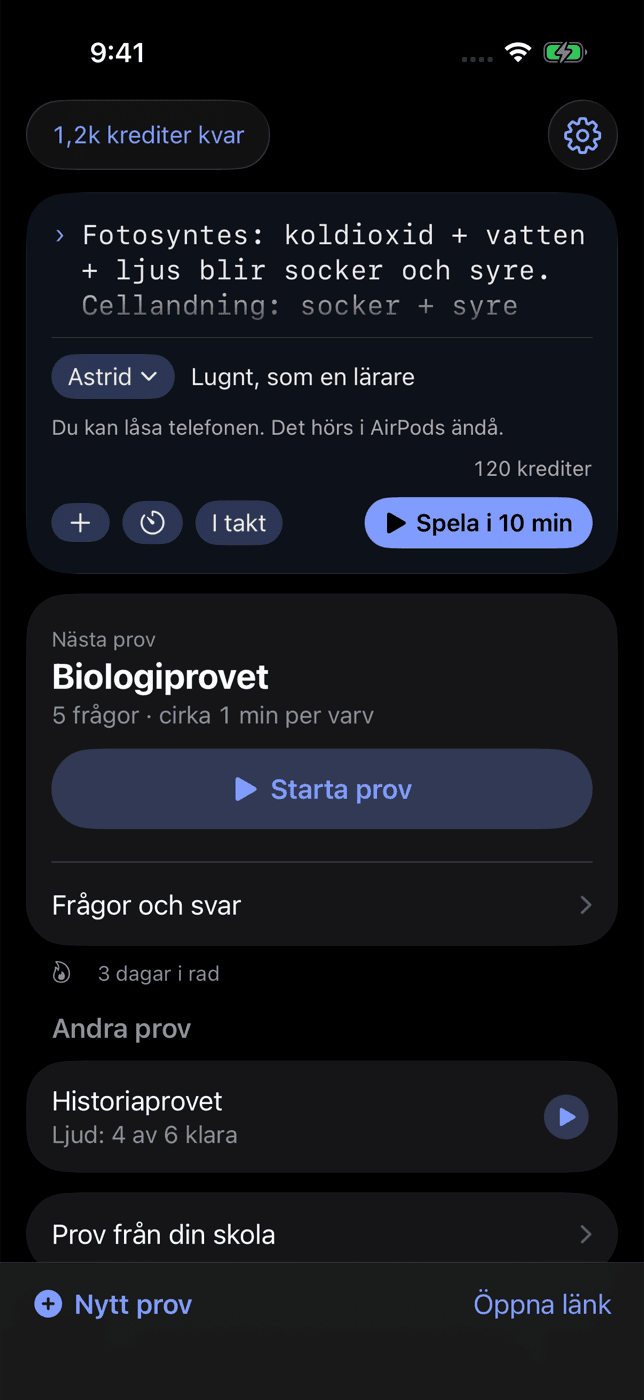 9:41
1,2k krediter kvar
› Fotosyntes: koldioxid + vatten
+ ljus blir socker och syre.
Cellandning: socker + syre
Astrid
Lugnt, som en lärare
Du kan låsa telefonen. Det hörs i AirPods ändå.
120 krediter
I takt
Spela i 10 min
Nästa prov
Biologiprovet
5 frågor · cirka 1 min per varv
Starta prov
Frågor och svar
3 dagar i rad
Andra prov
Historiaprovet
Ljud: 4 av 6 klara
Prov från din skola
Nytt prov
Öppna länk